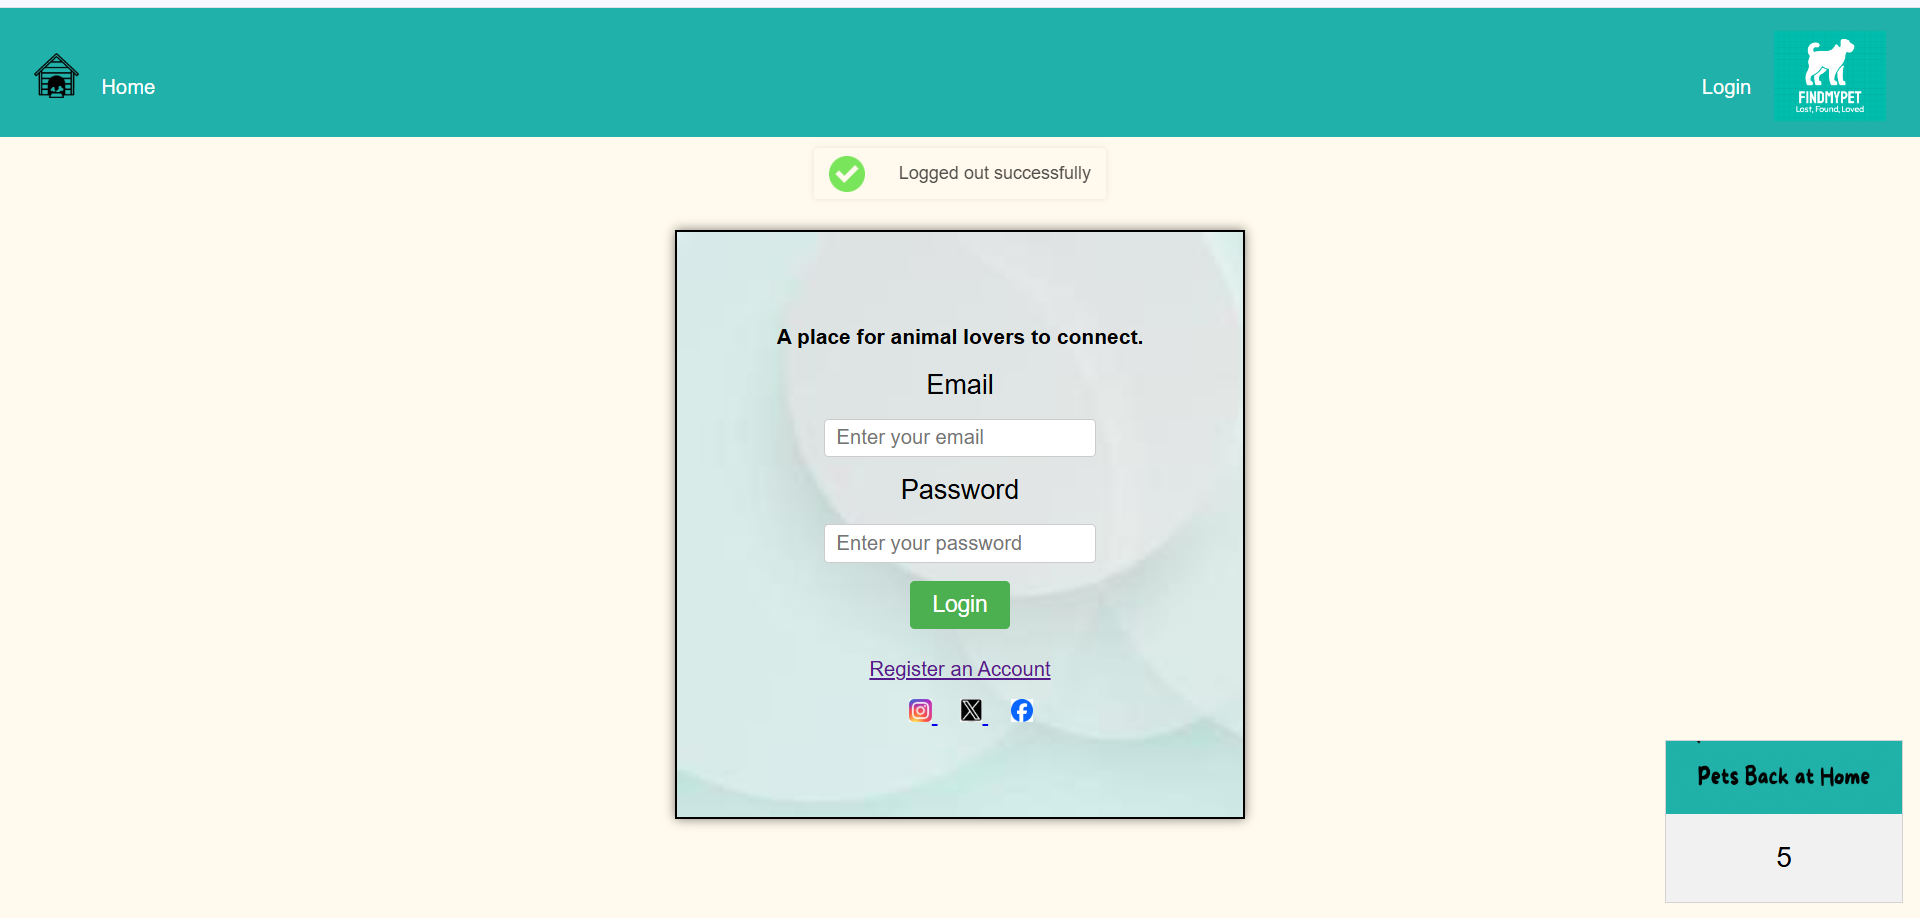 Home
Login
FINDMYPET
Lost, Found, Loved
Logged out successfully
A place for animal lovers to connect.
Email
Enter your email
Password
Enter your password
Login
Register an Account
Pets Back at Home
5